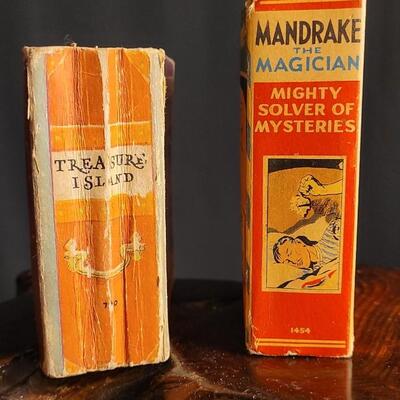 TREASURE
ISLAND
MANDRAKE
THE
MAGICIAN
MIGHTY
SOLVER OF
MYSTERIES
1454